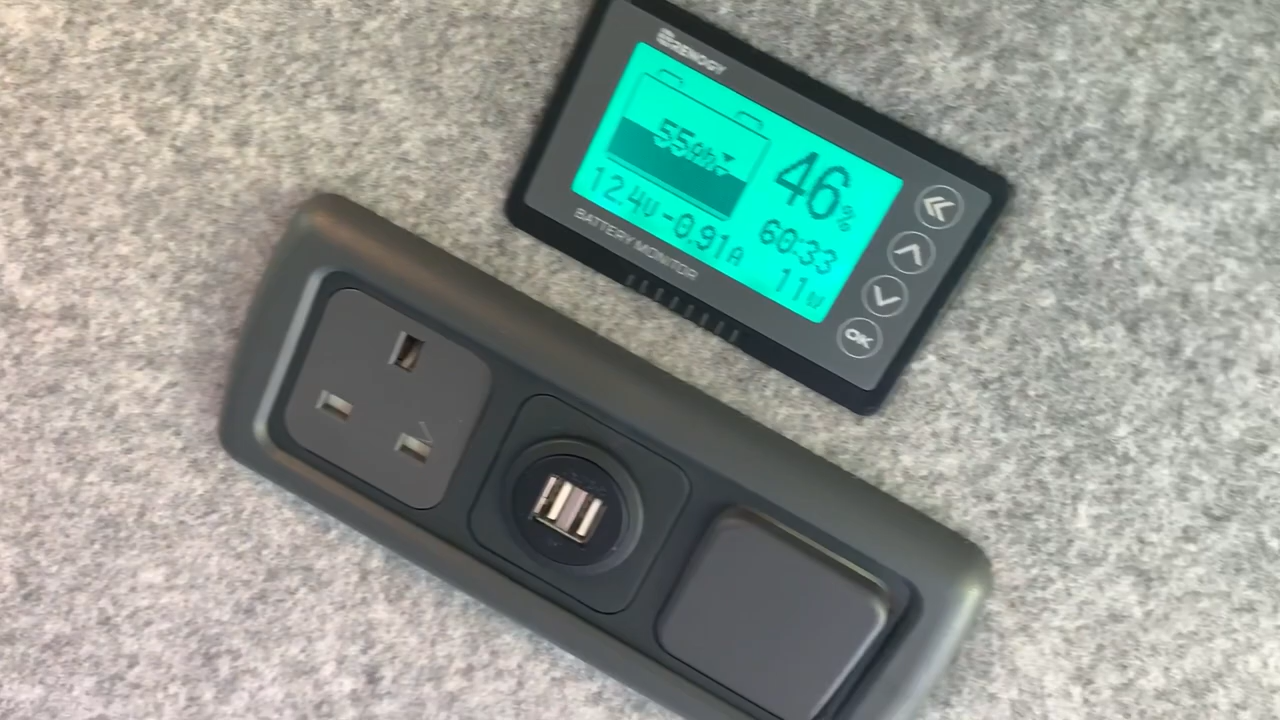 RENOGY
55Ah
46%
60:33
12.4V -0.91A
11W
BATTERY MONITOR
OK